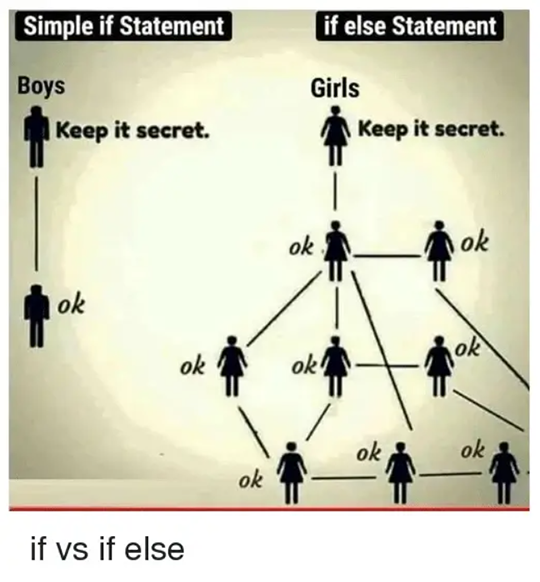 Simple if Statement
if else Statement
Boys
Girls
Keep it secret.
Keep it secret.
ok
ok
ok
ok
ok
ok
ok
ok
ok
ok
if vs if else